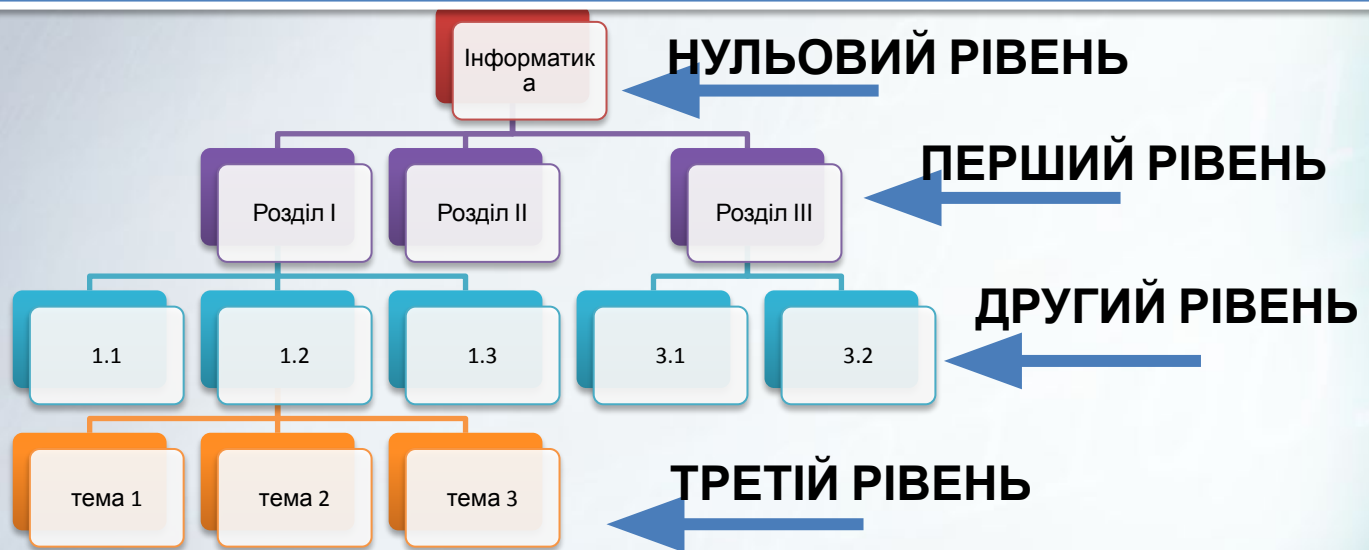 Інформатик
а
НУЛЬОВИЙ РІВЕНЬ
Розділ I
Розділ II
Розділ III
ПЕРШИЙ РІВЕНЬ
1.1
1.2
1.3
3.1
3.2
ДРУГИЙ РІВЕНЬ
тема 1
тема 2
тема 3
ТРЕТІЙ РІВЕНЬ